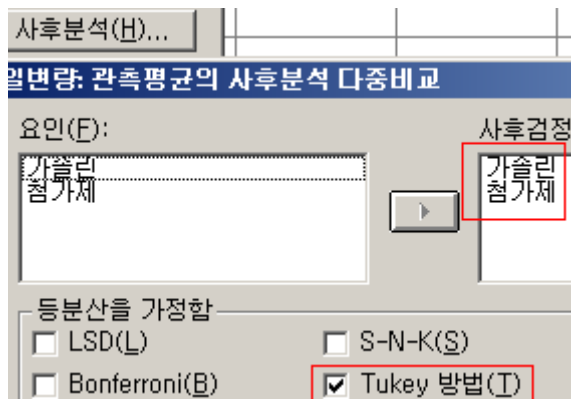 사후분석(H)...
일변량: 관측평균의 사후분석 다중비교
요인(F): 사후검정
가솔린 가솔린
첨가제 첨가제
등분산을 가정함
LSD(L) S-N-K(S)
Bonferroni(B) Tukey 방법(T)